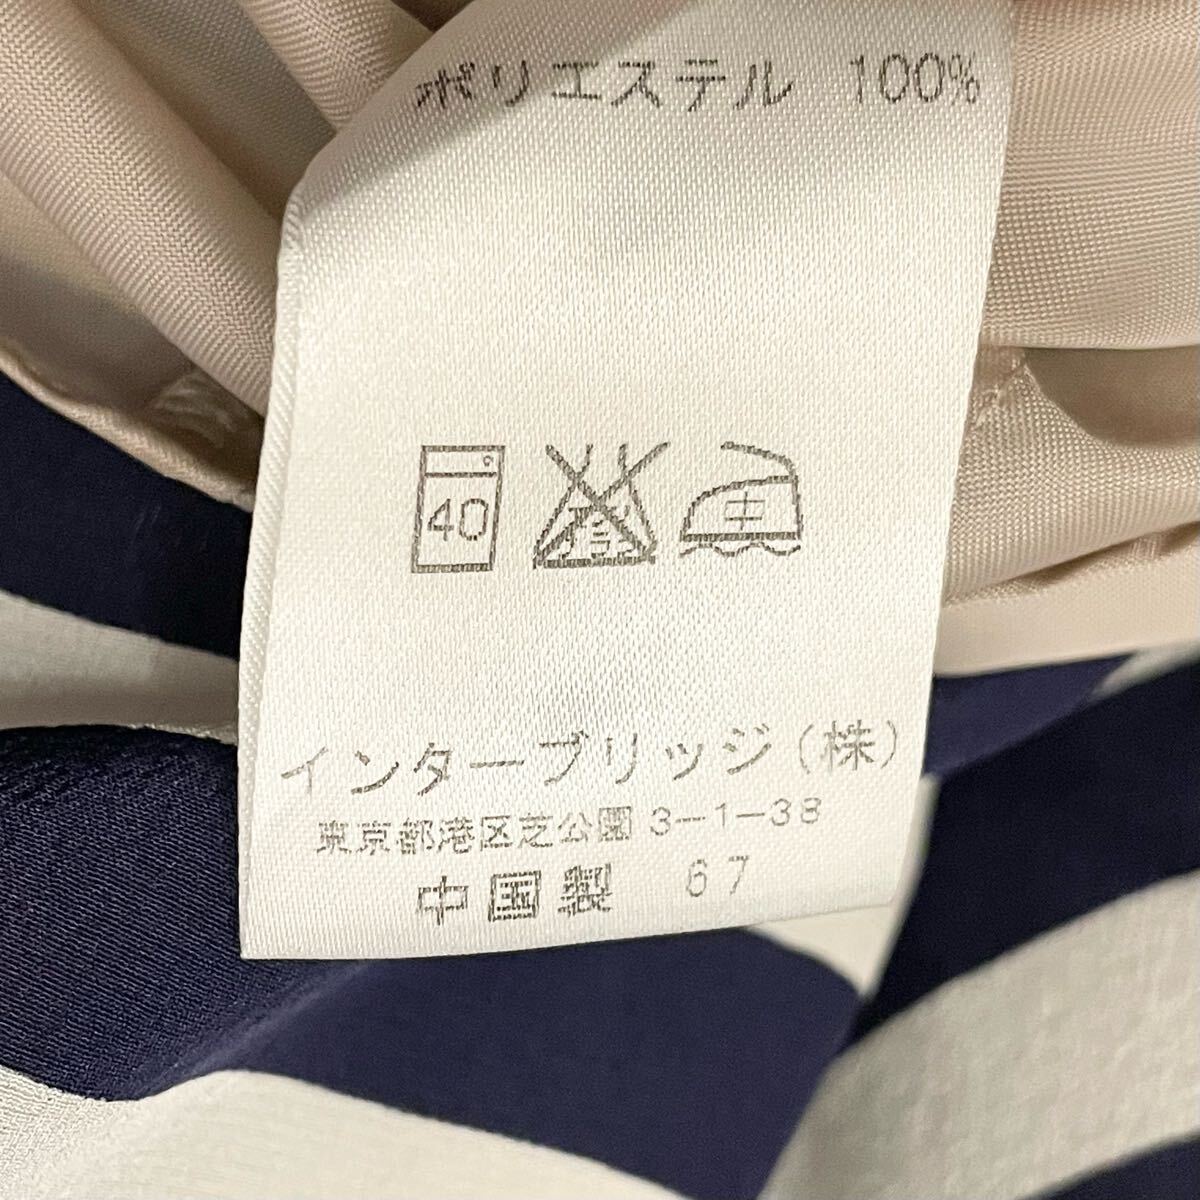 ポリエステル 100%
40 中
インターブリッジ(株)
東京都港区芝公園 3-1-38
中国製 67